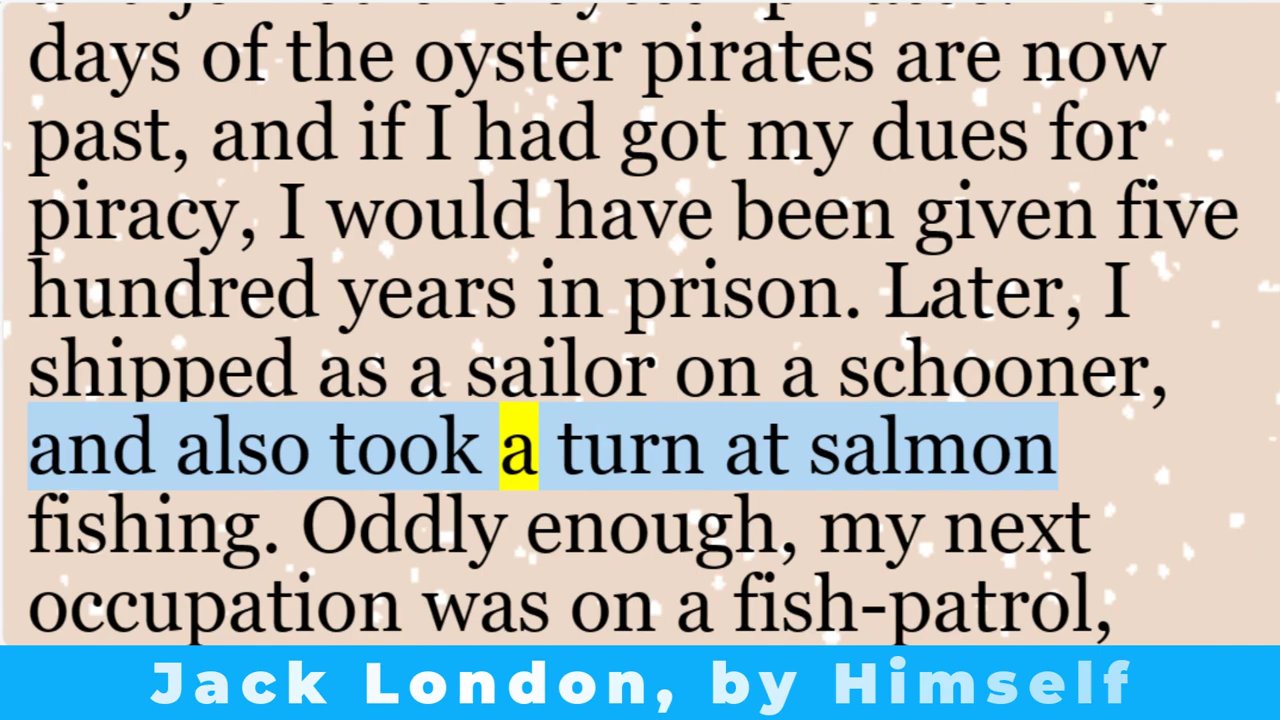 days of the oyster pirates are now
past, and if I had got my dues for
piracy, I would have been given five
hundred years in prison. Later, I
shipped as a sailor on a schooner,
and also took a turn at salmon
fishing. Oddly enough, my next
occupation was on a fish-patrol,
Jack London, by Himself